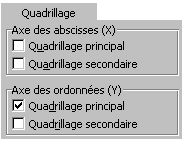 Quadrillage
Axe des abscisses (X)
Quadrillage principal
Quadrillage secondaire
Axe des ordonnées (Y)
Quadrillage principal
Quadrillage secondaire